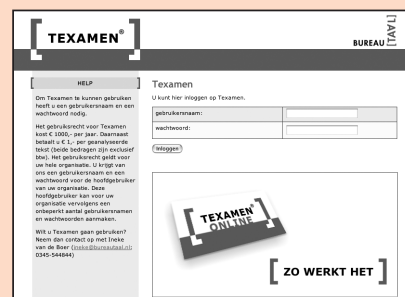 TEXAMEN®
BUREAU
TAAL
HELP
Om Texamen te kunnen gebruiken
heeft u een gebruikersnaam en een
wachtwoord nodig.
Het gebruiksrecht voor Texamen
kost € 1000,- per jaar. Daarnaast
betaalt u € 1,- per geanalyseerde
tekst (beide bedragen zijn exclusief
btw). Het gebruiksrecht geldt voor
uw hele organisatie. U krijgt van
ons een gebruikersnaam en een
wachtwoord voor de hoofdgebruiker
van uw organisatie. Deze
hoofdgebruiker kan voor uw
organisatie vervolgens een
onbeperkt aantal gebruikersnamen
en wachtwoorden aanmaken.
Wilt u Texamen gaan gebruiken?
Neem dan contact op met Ineke
van de Boer (ineke@bureautaal.nl;
0345-544844)
Texamen
U kunt hier inloggen op Texamen.
gebruikersnaam:
wachtwoord:
Inloggen
TEXAMEN
ONLINE
ZO WERKT HET